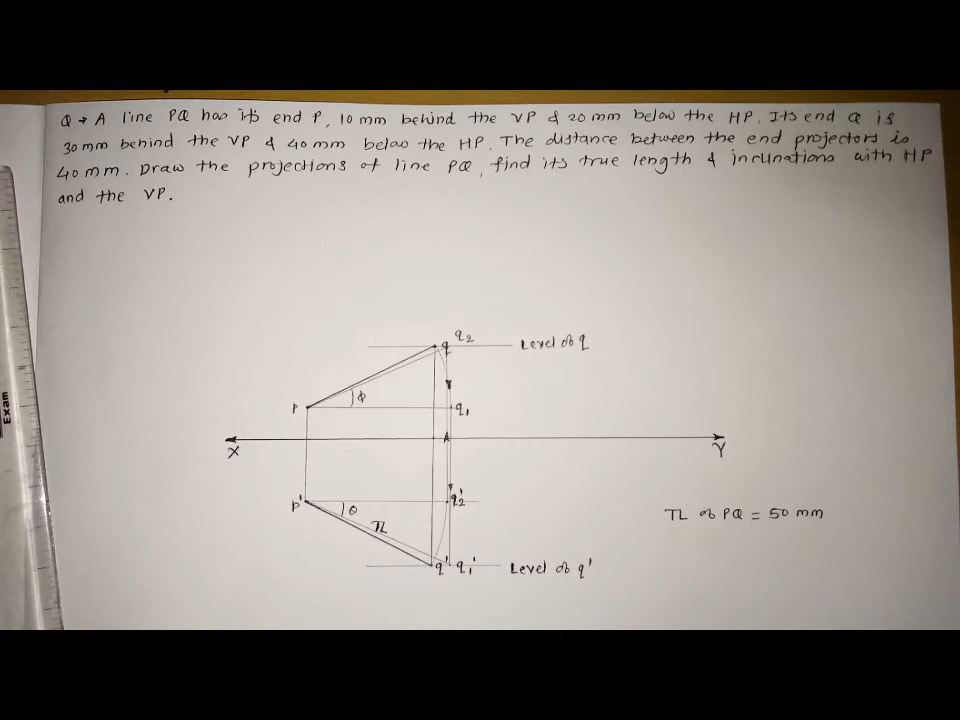 Q → A line PQ has its end P, 10 mm behind the VP & 20 mm below the HP. Its end Q is
30 mm behind the VP & 40 mm below the HP. The distance between the end projectors is
40 mm. Draw the projections of line PQ, find its true length & inclinations with HP
and the VP.
q2
q Level of q
P ϕ q1
A
X Y
p' θ q2'
TL
TL of PQ = 50 mm
q' q1' Level of q'
Exam